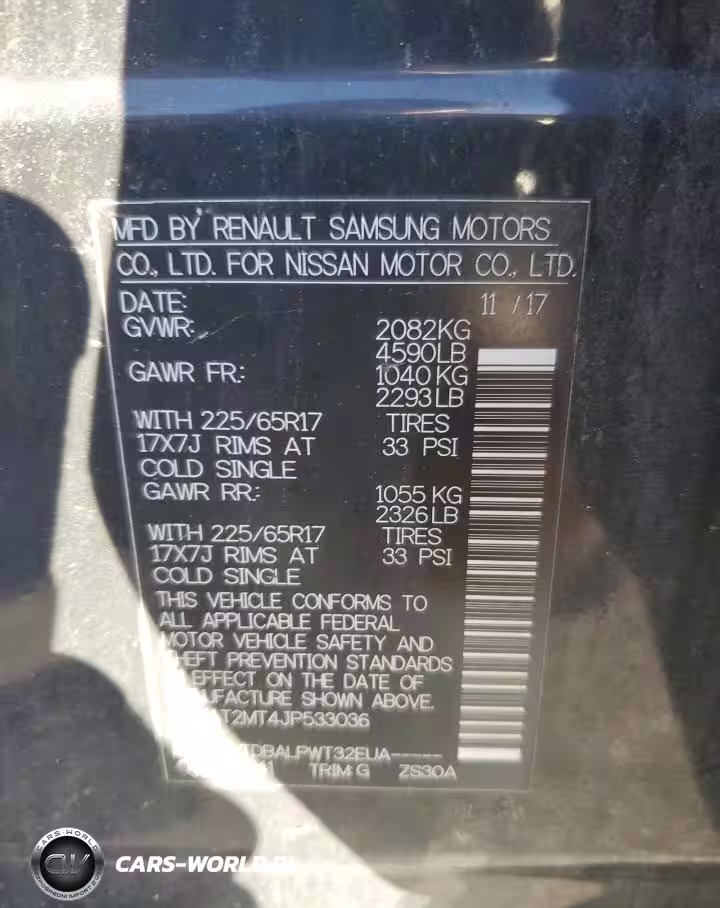 MFD BY RENAULT SAMSUNG MOTORS
CO., LTD. FOR NISSAN MOTOR CO., LTD.
DATE: 11 / 17
GVWR: 2082KG
4590LB
GAWR FR: 1040 KG
2293 LB
WITH 225/65R17 TIRES
17X7J RIMS AT 33 PSI
COLD SINGLE
GAWR RR: 1055 KG
2326 LB
WITH 225/65R17 TIRES
17X7J RIMS AT 33 PSI
COLD SINGLE
THIS VEHICLE CONFORMS TO
ALL APPLICABLE FEDERAL
MOTOR VEHICLE SAFETY AND
THEFT PREVENTION STANDARDS
EFFECT ON THE DATE OF
SHOWN ABOVE.
T2MT4JP533036
TDBALPWT32EUA-----
TRIM G ZS30A
CARS-WORLD
CARS-WORLD.PL